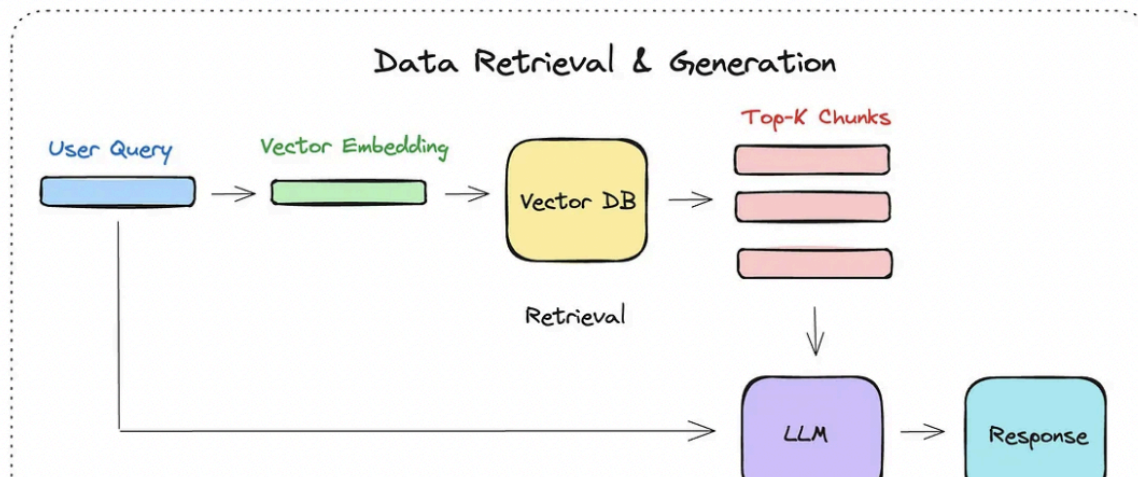 Data Retrieval & Generation
User Query
Vector Embedding
Vector DB
Top-K Chunks
Retrieval
LLM
Response